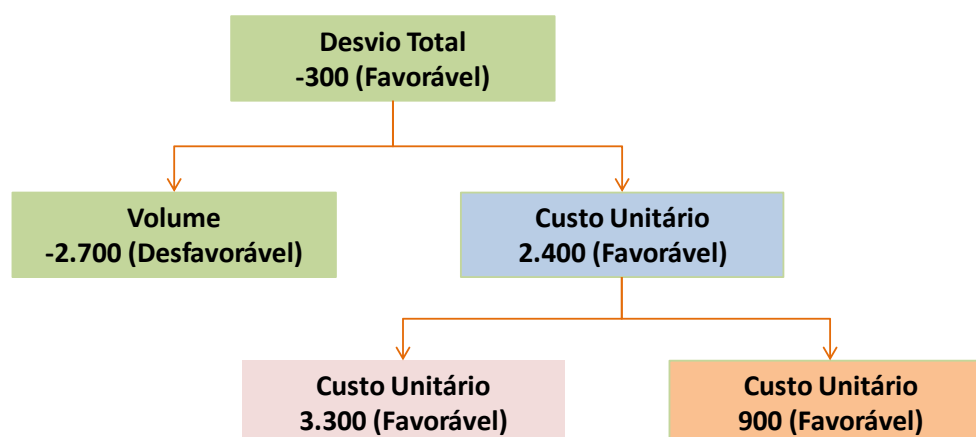 Desvio Total
-300 (Favorável)
Volume
-2.700 (Desfavorável)
Custo Unitário
2.400 (Favorável)
Custo Unitário
3.300 (Favorável)
Custo Unitário
900 (Favorável)